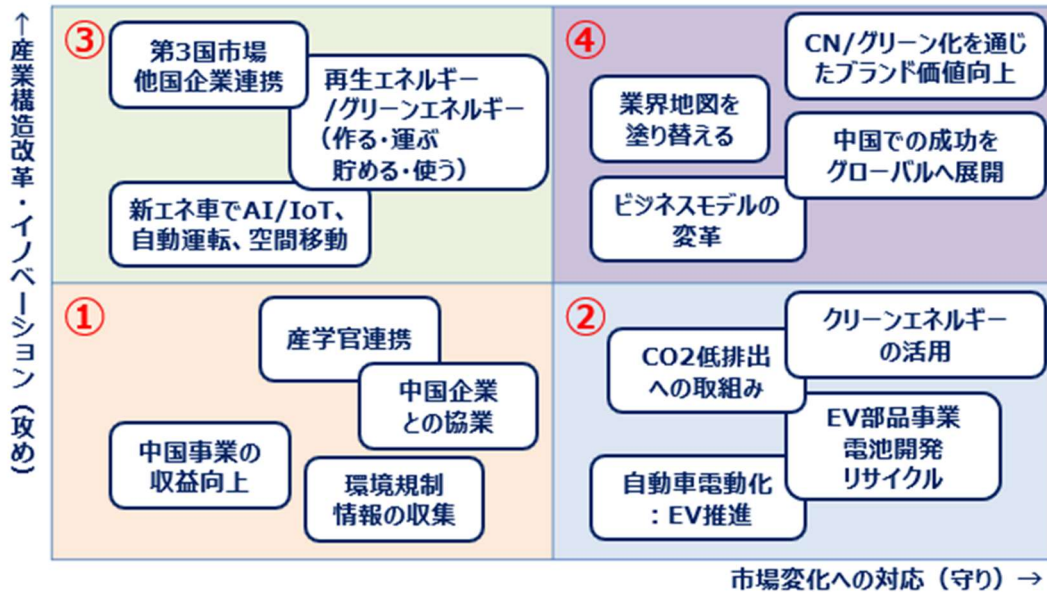 ↑産業構造改革・イノベーション（攻め）
③
第3国市場
他国企業連携
再生エネルギー
/グリーンエネルギー
(作る・運ぶ
貯める・使う)
新エネ車でAI/IoT、
自動運転、空間移動
④
CN/グリーン化を通じ
たブランド価値向上
業界地図を
塗り替える
中国での成功を
グローバルへ展開
ビジネスモデルの
変革
①
産学官連携
中国企業
との協業
中国事業の
収益向上
環境規制
情報の収集
②
クリーンエネルギー
の活用
CO2低排出
への取組み
EV部品事業
電池開発
リサイクル
自動車電動化
：EV推進
市場変化への対応（守り）→